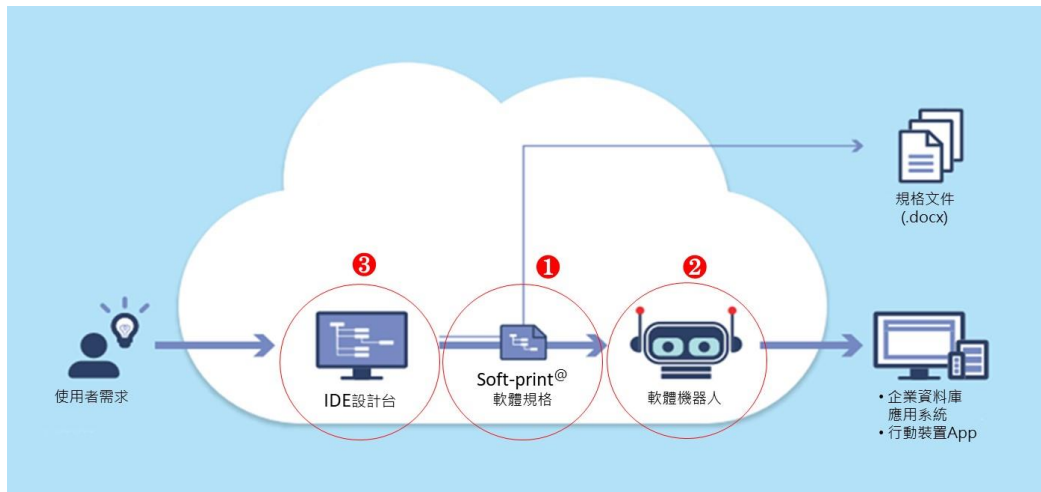 規格文件
(.docx)
❸
❶
❷
使用者需求
IDE設計台
Soft-print@
軟體規格
軟體機器人
• 企業資料庫
應用系統
• 行動裝置App